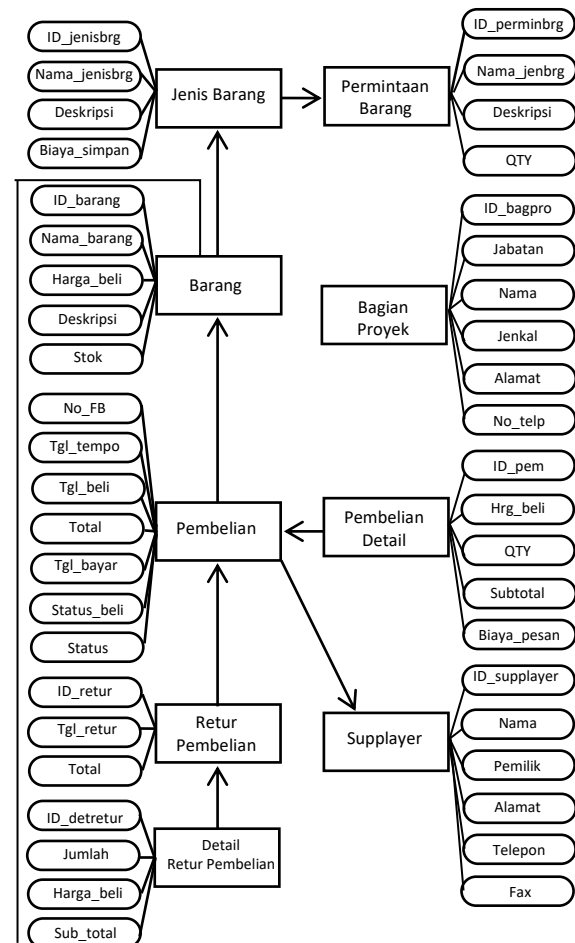 ID_jenisbrg
Nama_jenisbrg
Deskripsi
Biaya_simpan
Jenis Barang
Permintaan
Barang
ID_perminbrg
Nama_jenbrg
Deskripsi
QTY
ID_barang
Nama_barang
Harga_beli
Deskripsi
Stok
Barang
Bagian
Proyek
ID_bagpro
Jabatan
Nama
Jenkal
Alamat
No_telp
No_FB
Tgl_tempo
Tgl_beli
Total
Tgl_bayar
Status_beli
Status
Pembelian
Pembelian
Detail
ID_pem
Hrg_beli
QTY
Subtotal
Biaya_pesan
ID_retur
Tgl_retur
Total
Retur
Pembelian
Supplayer
ID_supplayer
Nama
Pemilik
Alamat
Telepon
Fax
ID_detretur
Jumlah
Harga_beli
Sub_total
Detail
Retur Pembelian